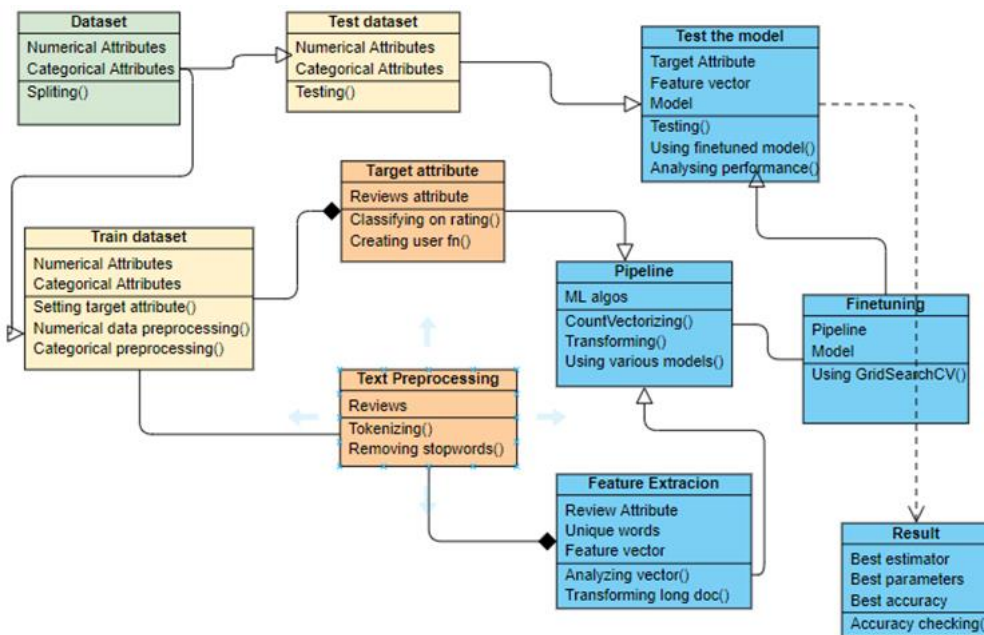 Dataset
Numerical Attributes
Categorical Attributes
Spliting()
Test dataset
Numerical Attributes
Categorical Attributes
Testing()
Test the model
Target Attribute
Feature vector
Model
Testing()
Using finetuned model()
Analysing performance()
Target attribute
Reviews attribute
Classifying on rating()
Creating user fn()
Train dataset
Numerical Attributes
Categorical Attributes
Setting target attribute()
Numerical data preprocessing()
Categorical preprocessing()
Pipeline
ML algos
CountVectorizing()
Transforming()
Using various models()
Finetuning
Pipeline
Model
Using GridSearchCV()
Text Preprocessing
Reviews
Tokenizing()
Removing stopwords()
Feature Extracion
Review Attribute
Unique words
Feature vector
Analyzing vector()
Transforming long doc()
Result
Best estimator
Best parameters
Best accuracy
Accuracy checking()